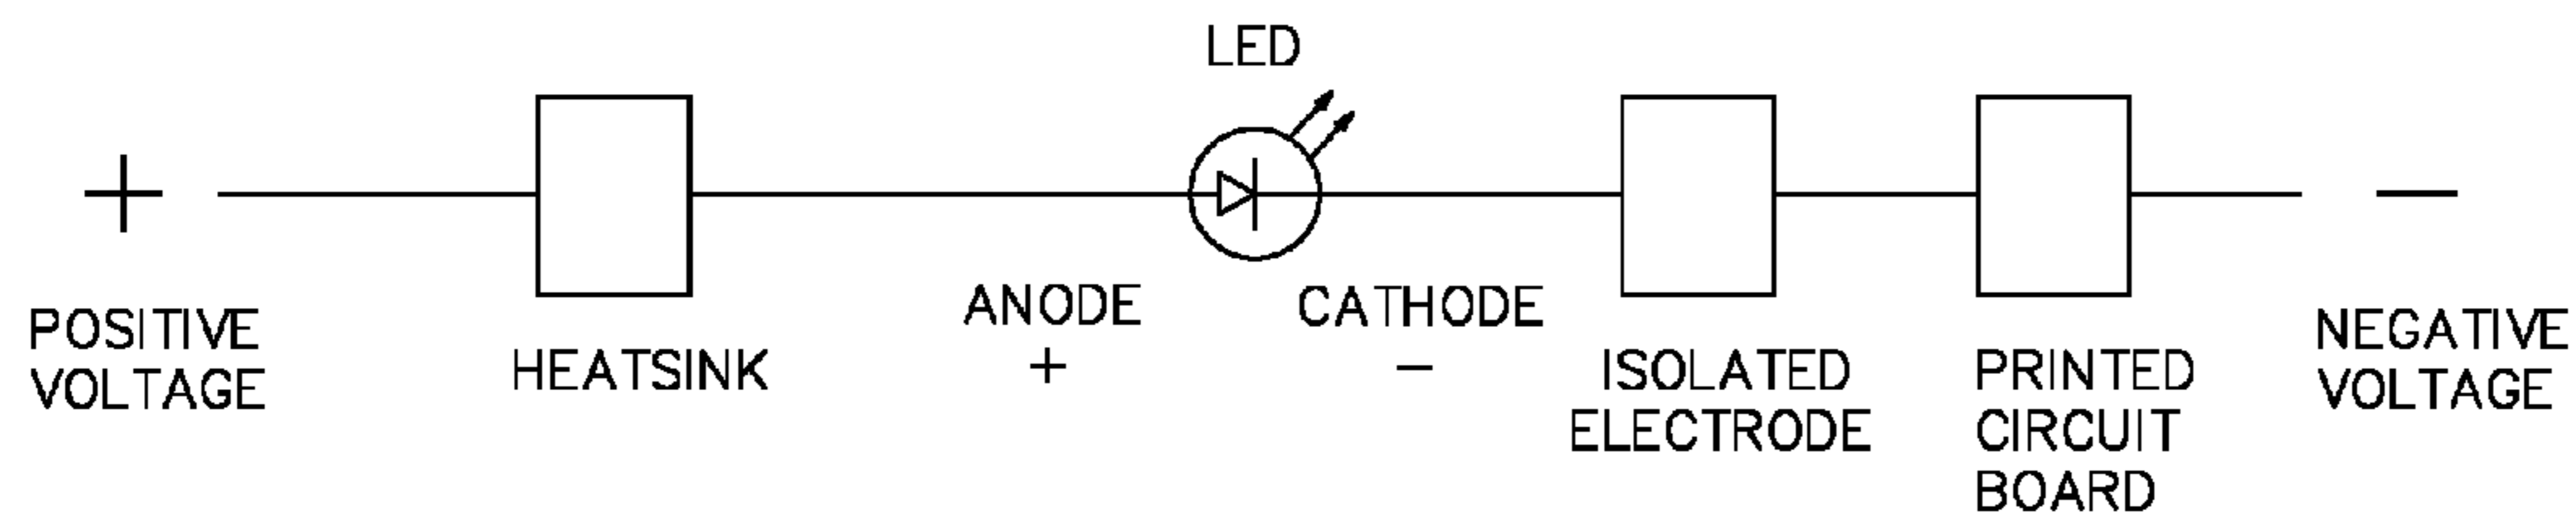 LED
+
−
POSITIVE
VOLTAGE
HEATSINK
ANODE
+
CATHODE
−
ISOLATED
ELECTRODE
PRINTED
CIRCUIT
BOARD
NEGATIVE
VOLTAGE